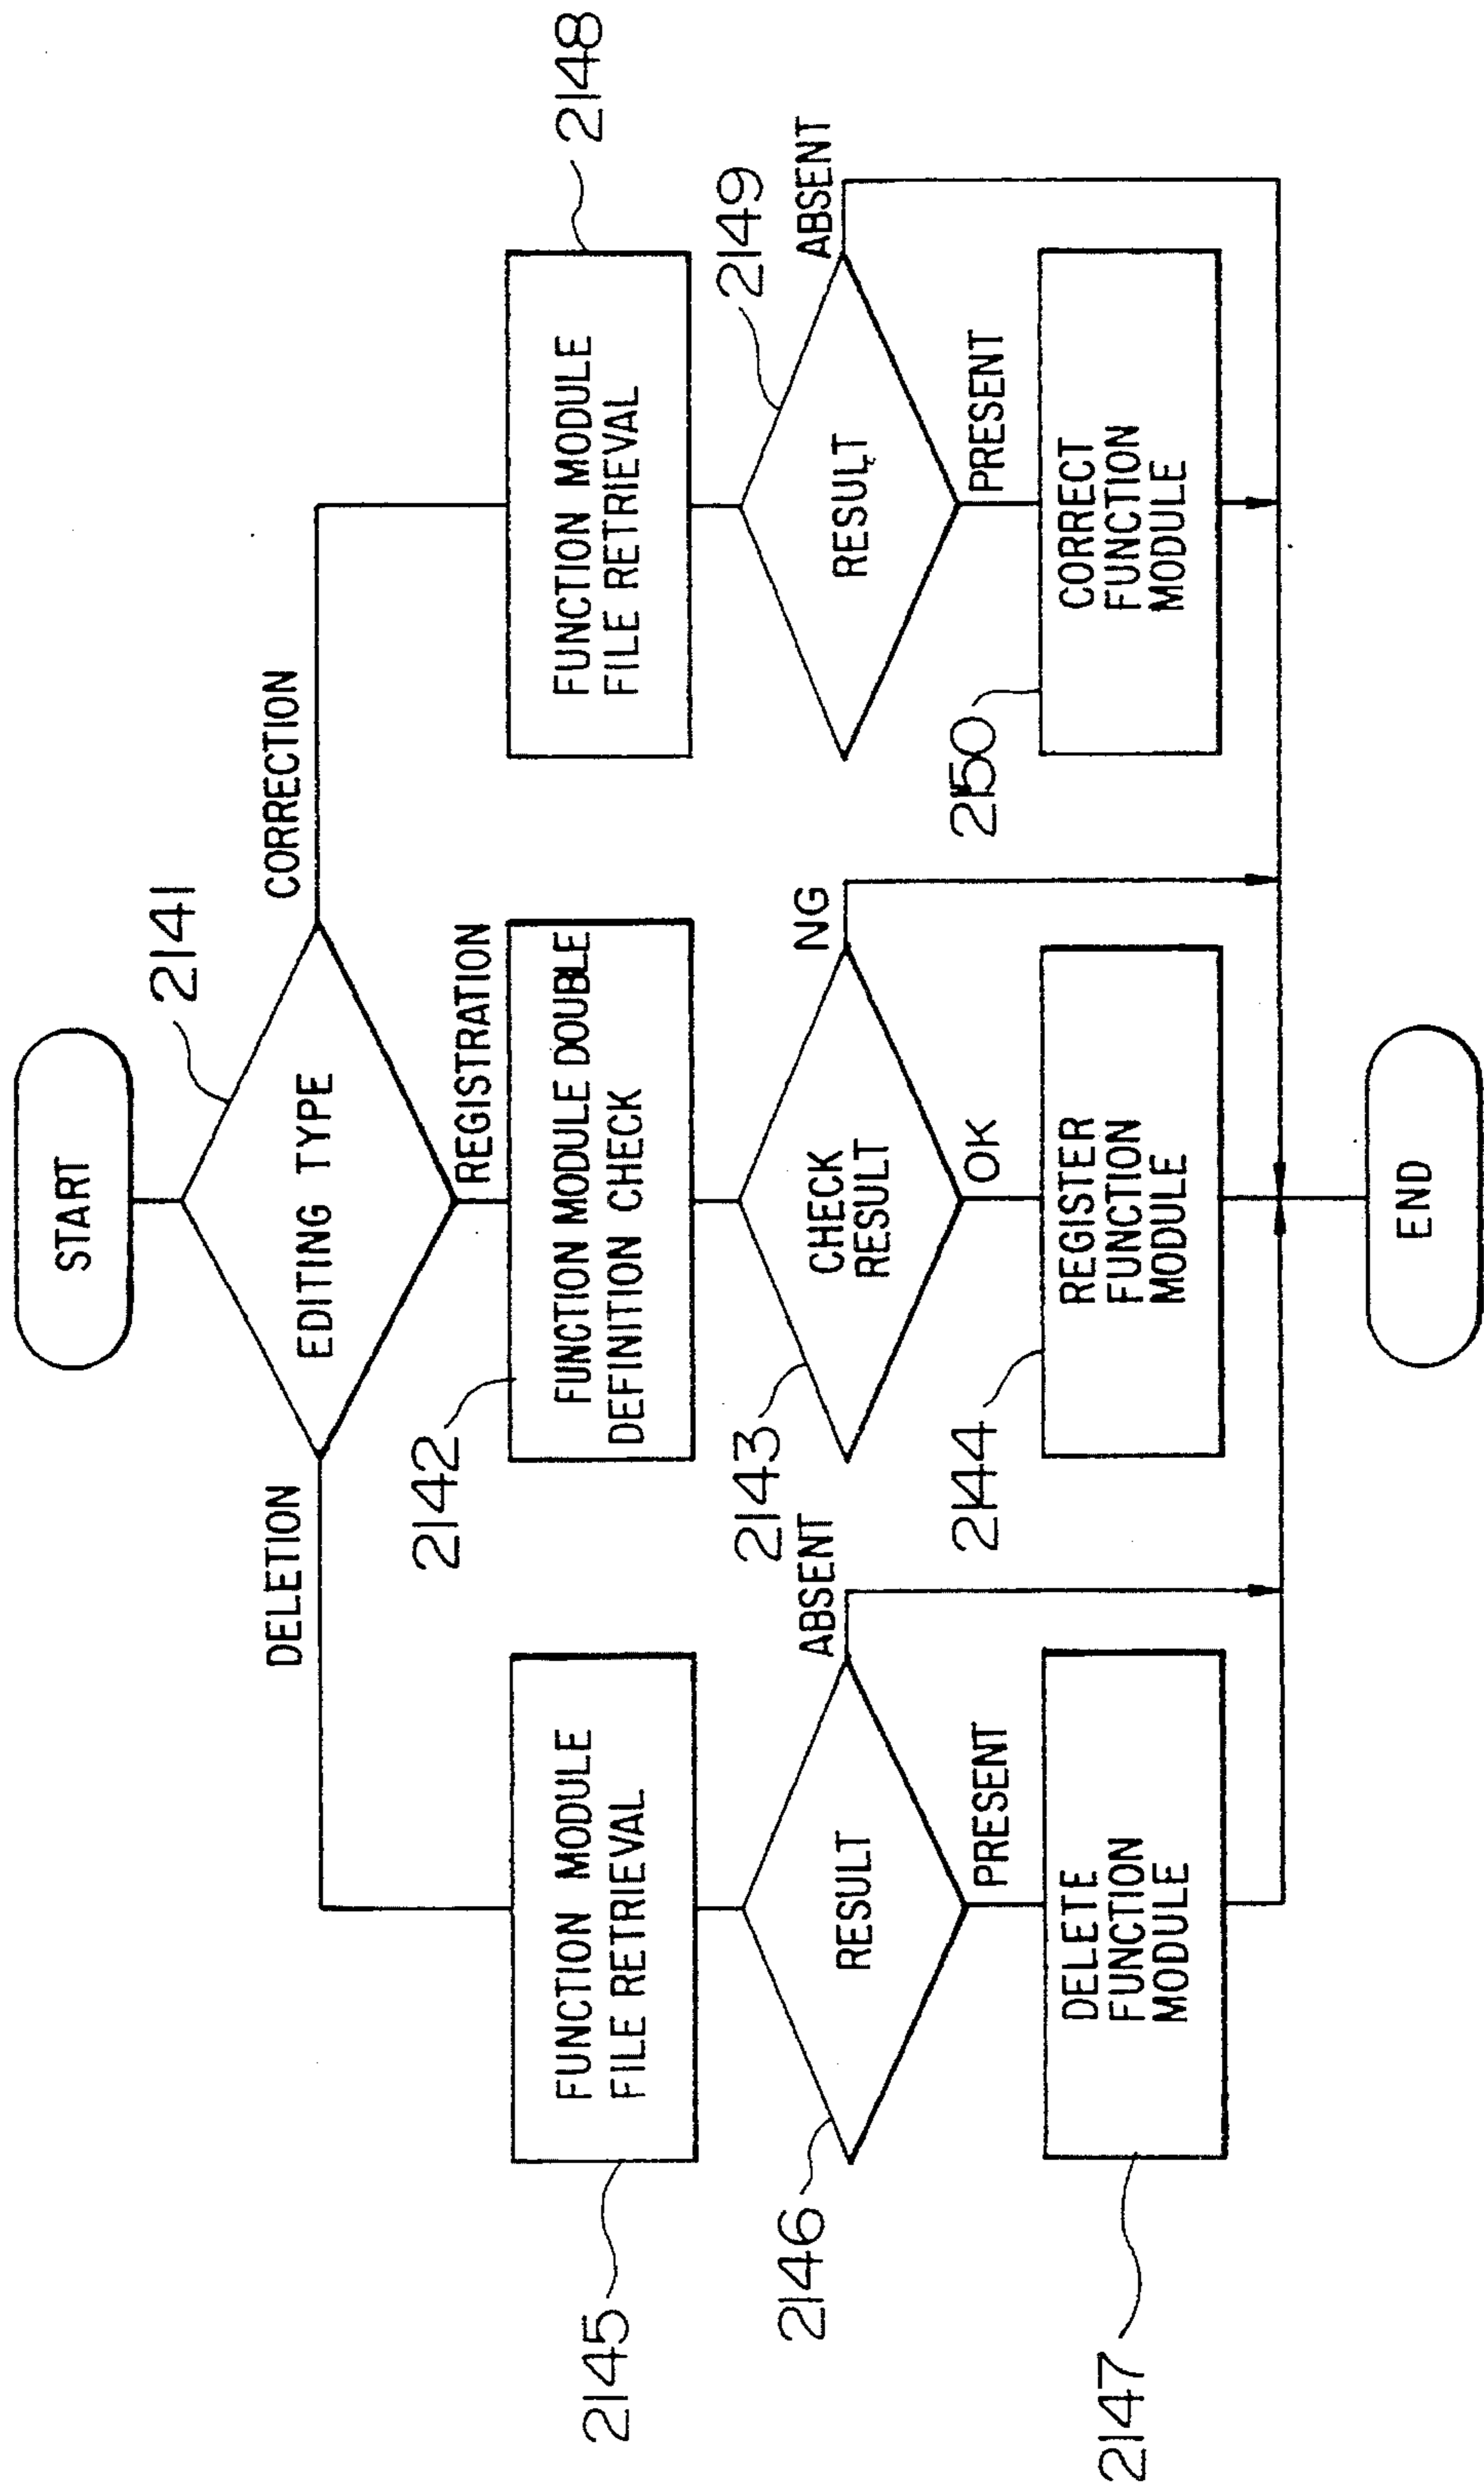 START
2141
EDITING TYPE
DELETION
CORRECTION
REGISTRATION
2145
FUNCTION MODULE
FILE RETRIEVAL
2142
FUNCTION MODULE DOUBLE
DEFINITION CHECK
2148
FUNCTION MODULE
FILE RETRIEVAL
2146
RESULT
ABSENT
PRESENT
2143
CHECK
RESULT
NG
OK
2149
RESULT
ABSENT
PRESENT
2147
DELETE
FUNCTION
MODULE
2144
REGISTER
FUNCTION
MODULE
2150
CORRECT
FUNCTION
MODULE
END